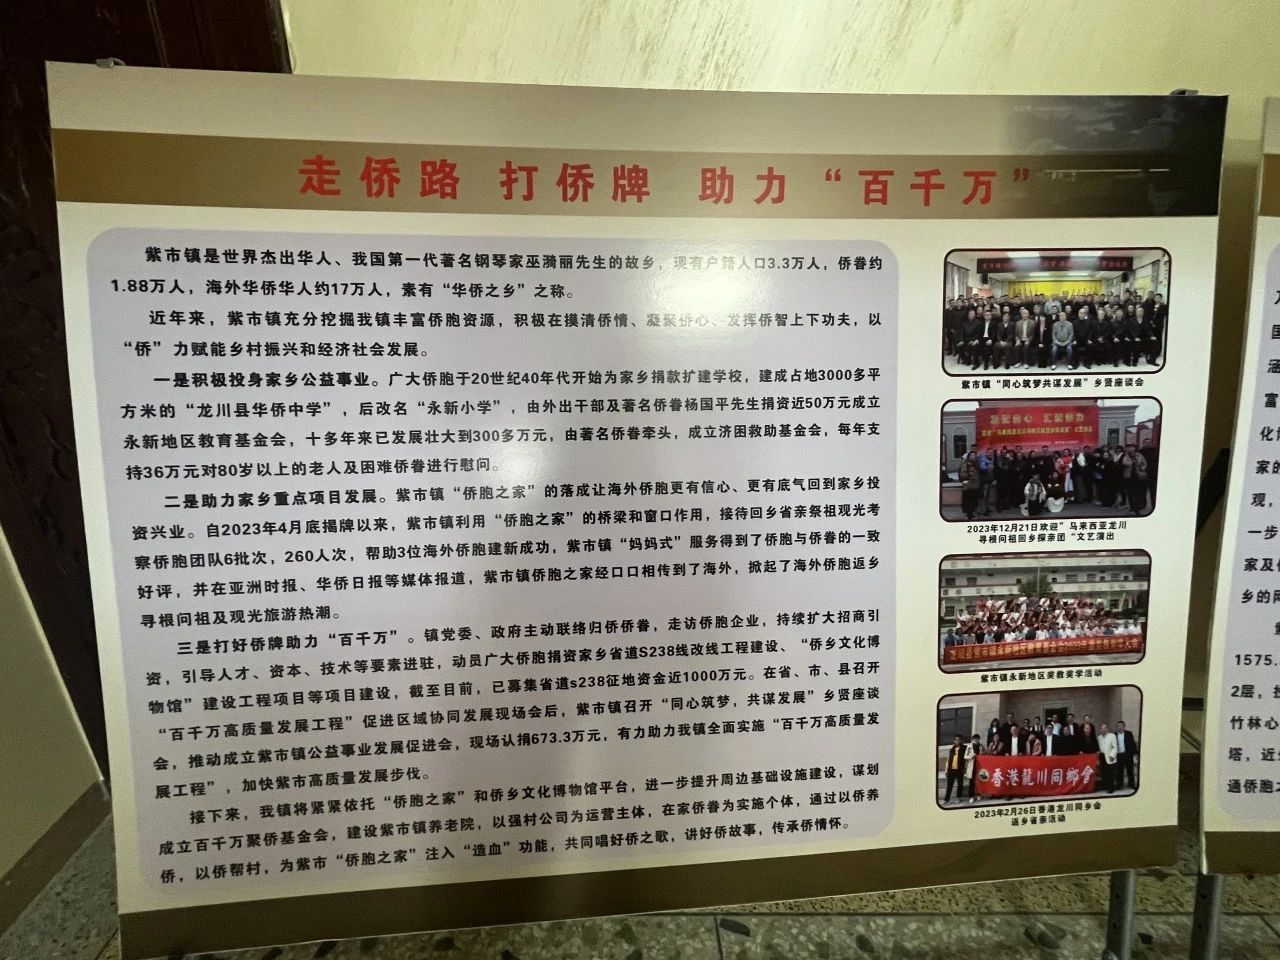 走侨路 打侨牌 助力“百千万”
紫市镇是世界杰出华人、我国第一代著名钢琴家巫漪丽先生的故乡，现有户籍人口3.3万人，侨眷约
1.88万人，海外华侨华人约17万人，素有“华侨之乡”之称。
近年来，紫市镇充分挖掘我镇丰富侨胞资源，积极在摸清侨情、凝聚侨心、发挥侨智上下功夫，以
“侨”力赋能乡村振兴和经济社会发展。
一是积极投身家乡公益事业。广大侨胞于20世纪40年代开始为家乡捐款扩建学校，建成占地3000多平
方米的“龙川县华侨中学”，后改名“永新小学”，由外出干部及著名侨眷杨国平先生捐资近50万元成立
永新地区教育基金会，十多年来已发展壮大到300多万元，由著名侨眷牵头，成立济困救助基金会，每年支
持36万元对80岁以上的老人及困难侨眷进行慰问。
二是助力家乡重点项目发展。紫市镇“侨胞之家”的落成让海外侨胞更有信心、更有底气回到家乡投
资兴业。自2023年4月底揭牌以来，紫市镇利用“侨胞之家”的桥梁和窗口作用，接待回乡省亲祭祖观光考
察侨胞团队6批次，260人次，帮助3位海外侨胞建新成功，紫市镇“妈妈式”服务得到了侨胞与侨眷的一致
好评，并在亚洲时报、华侨日报等媒体报道，紫市镇侨胞之家经口口相传到了海外，掀起了海外侨胞返乡
寻根问祖及观光旅游热潮。
三是打好侨牌助力“百千万”。镇党委、政府主动联络归侨侨眷，走访侨胞企业，持续扩大招商引
资，引导人才、资本、技术等要素进驻，动员广大侨胞捐资家乡省道S238线改线工程建设、“侨乡文化博
物馆”建设工程项目等项目建设，截至目前，已募集省道s238征地资金近1000万元。在省、市、县召开
“百千万高质量发展工程”促进区域协同发展现场会后，紫市镇召开“同心筑梦，共谋发展”乡贤座谈
会，推动成立紫市镇公益事业发展促进会，现场认捐673.3万元，有力助力我镇全面实施“百千万高质量发
展工程”，加快紫市高质量发展步伐。
接下来，我镇将紧紧依托“侨胞之家”和侨乡文化博物馆平台，进一步提升周边基础设施建设，谋划
成立百千万聚侨基金会，建设紫市镇养老院，以强村公司为运营主体，在家侨眷为实施个体，通过以侨养
侨，以侨帮村，为紫市“侨胞之家”注入“造血”功能，共同唱好侨之歌，讲好侨故事，传承侨情怀。
紫市镇“同心筑梦共谋发展”乡贤座谈会
凝聚侨心 汇聚侨力
2023年12月21日欢迎”马来西亚龙川
寻根问祖回乡探亲团“文艺演出
紫市镇永新地区奖教奖学活动
香港龍川同鄉會
2023年2月26日香港龙川同乡会
返乡省亲活动
国
涵
富
化博
家的
观，
一步
家及侨
乡的网
1575.
2层，投
竹林心
塔，近
通侨胞之